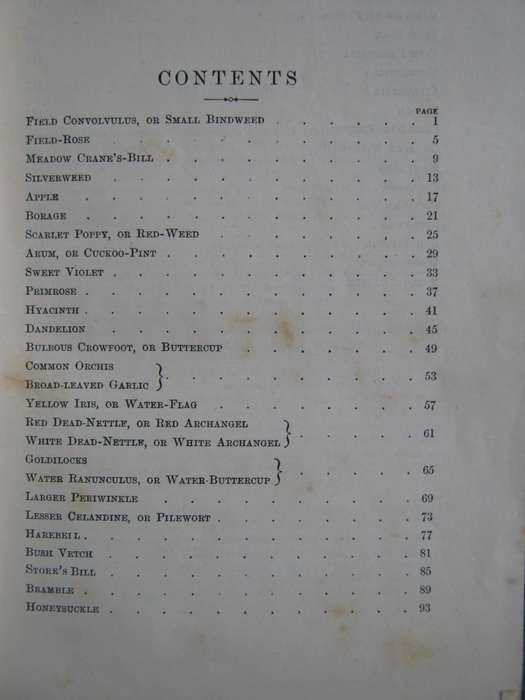 CONTENTS
PAGE
FIELD CONVOLVULUS, OR SMALL BINDWEED . . . . . . 1
FIELD-ROSE . . . . . . . . . . 5
MEADOW CRANE'S-BILL . . . . . . . . . 9
SILVERWEED . . . . . . . . . . . 13
APPLE . . . . . . . . . . . . 17
BORAGE . . . . . . . . . . . . 21
SCARLET POPPY, OR RED-WEED . . . . . . . 25
ARUM, OR CUCKOO-PINT . . . . . . . . . 29
SWEET VIOLET . . . . . . . . . . . 33
PRIMROSE . . . . . . . . . . . . 37
HYACINTH . . . . . . . . . . . . 41
DANDELION . . . . . . . . . . . 45
BULBOUS CROWFOOT, OR BUTTERCUP . . . . . . 49
COMMON ORCHIS
BROAD-LEAVED GARLIC } . . . . . . . . . 53
YELLOW IRIS, OR WATER-FLAG . . . . . . . 57
RED DEAD-NETTLE, OR RED ARCHANGEL
WHITE DEAD-NETTLE, OR WHITE ARCHANGEL } . . . . 61
GOLDILOCKS
WATER RANUNCULUS, OR WATER-BUTTERCUP } . . . . . 65
LARGER PERIWINKLE . . . . . . . . . 69
LESSER CELANDINE, OR PILEWORT . . . . . . . 73
HAREBELL . . . . . . . . . . . . 77
BUSH VETCH . . . . . . . . . . . 81
STORK'S BILL . . . . . . . . . . . 85
BRAMBLE . . . . . . . . . . . . 89
HONEYSUCKLE . . . . . . . . . . . 93